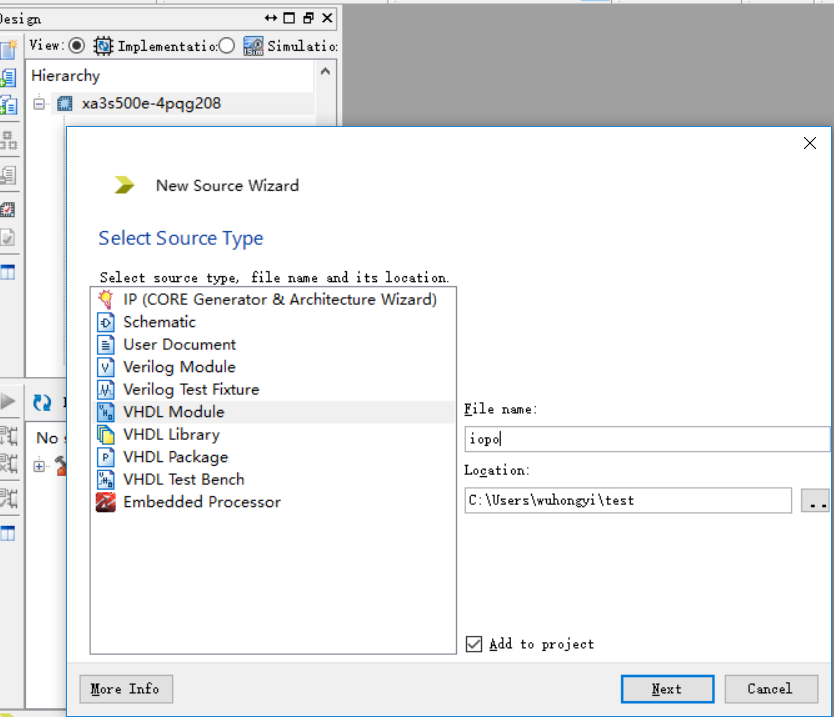 Design
View: Implementatio: Simulatio:
Hierarchy
xa3s500e-4pqg208
New Source Wizard
Select Source Type
Select source type, file name and its location.
IP (CORE Generator & Architecture Wizard)
Schematic
User Document
Verilog Module
Verilog Test Fixture
VHDL Module
VHDL Library
VHDL Package
VHDL Test Bench
Embedded Processor
File name:
iopo
Location:
C:\Users\wuhongyi\test
..
Add to project
No
More Info
Next
Cancel